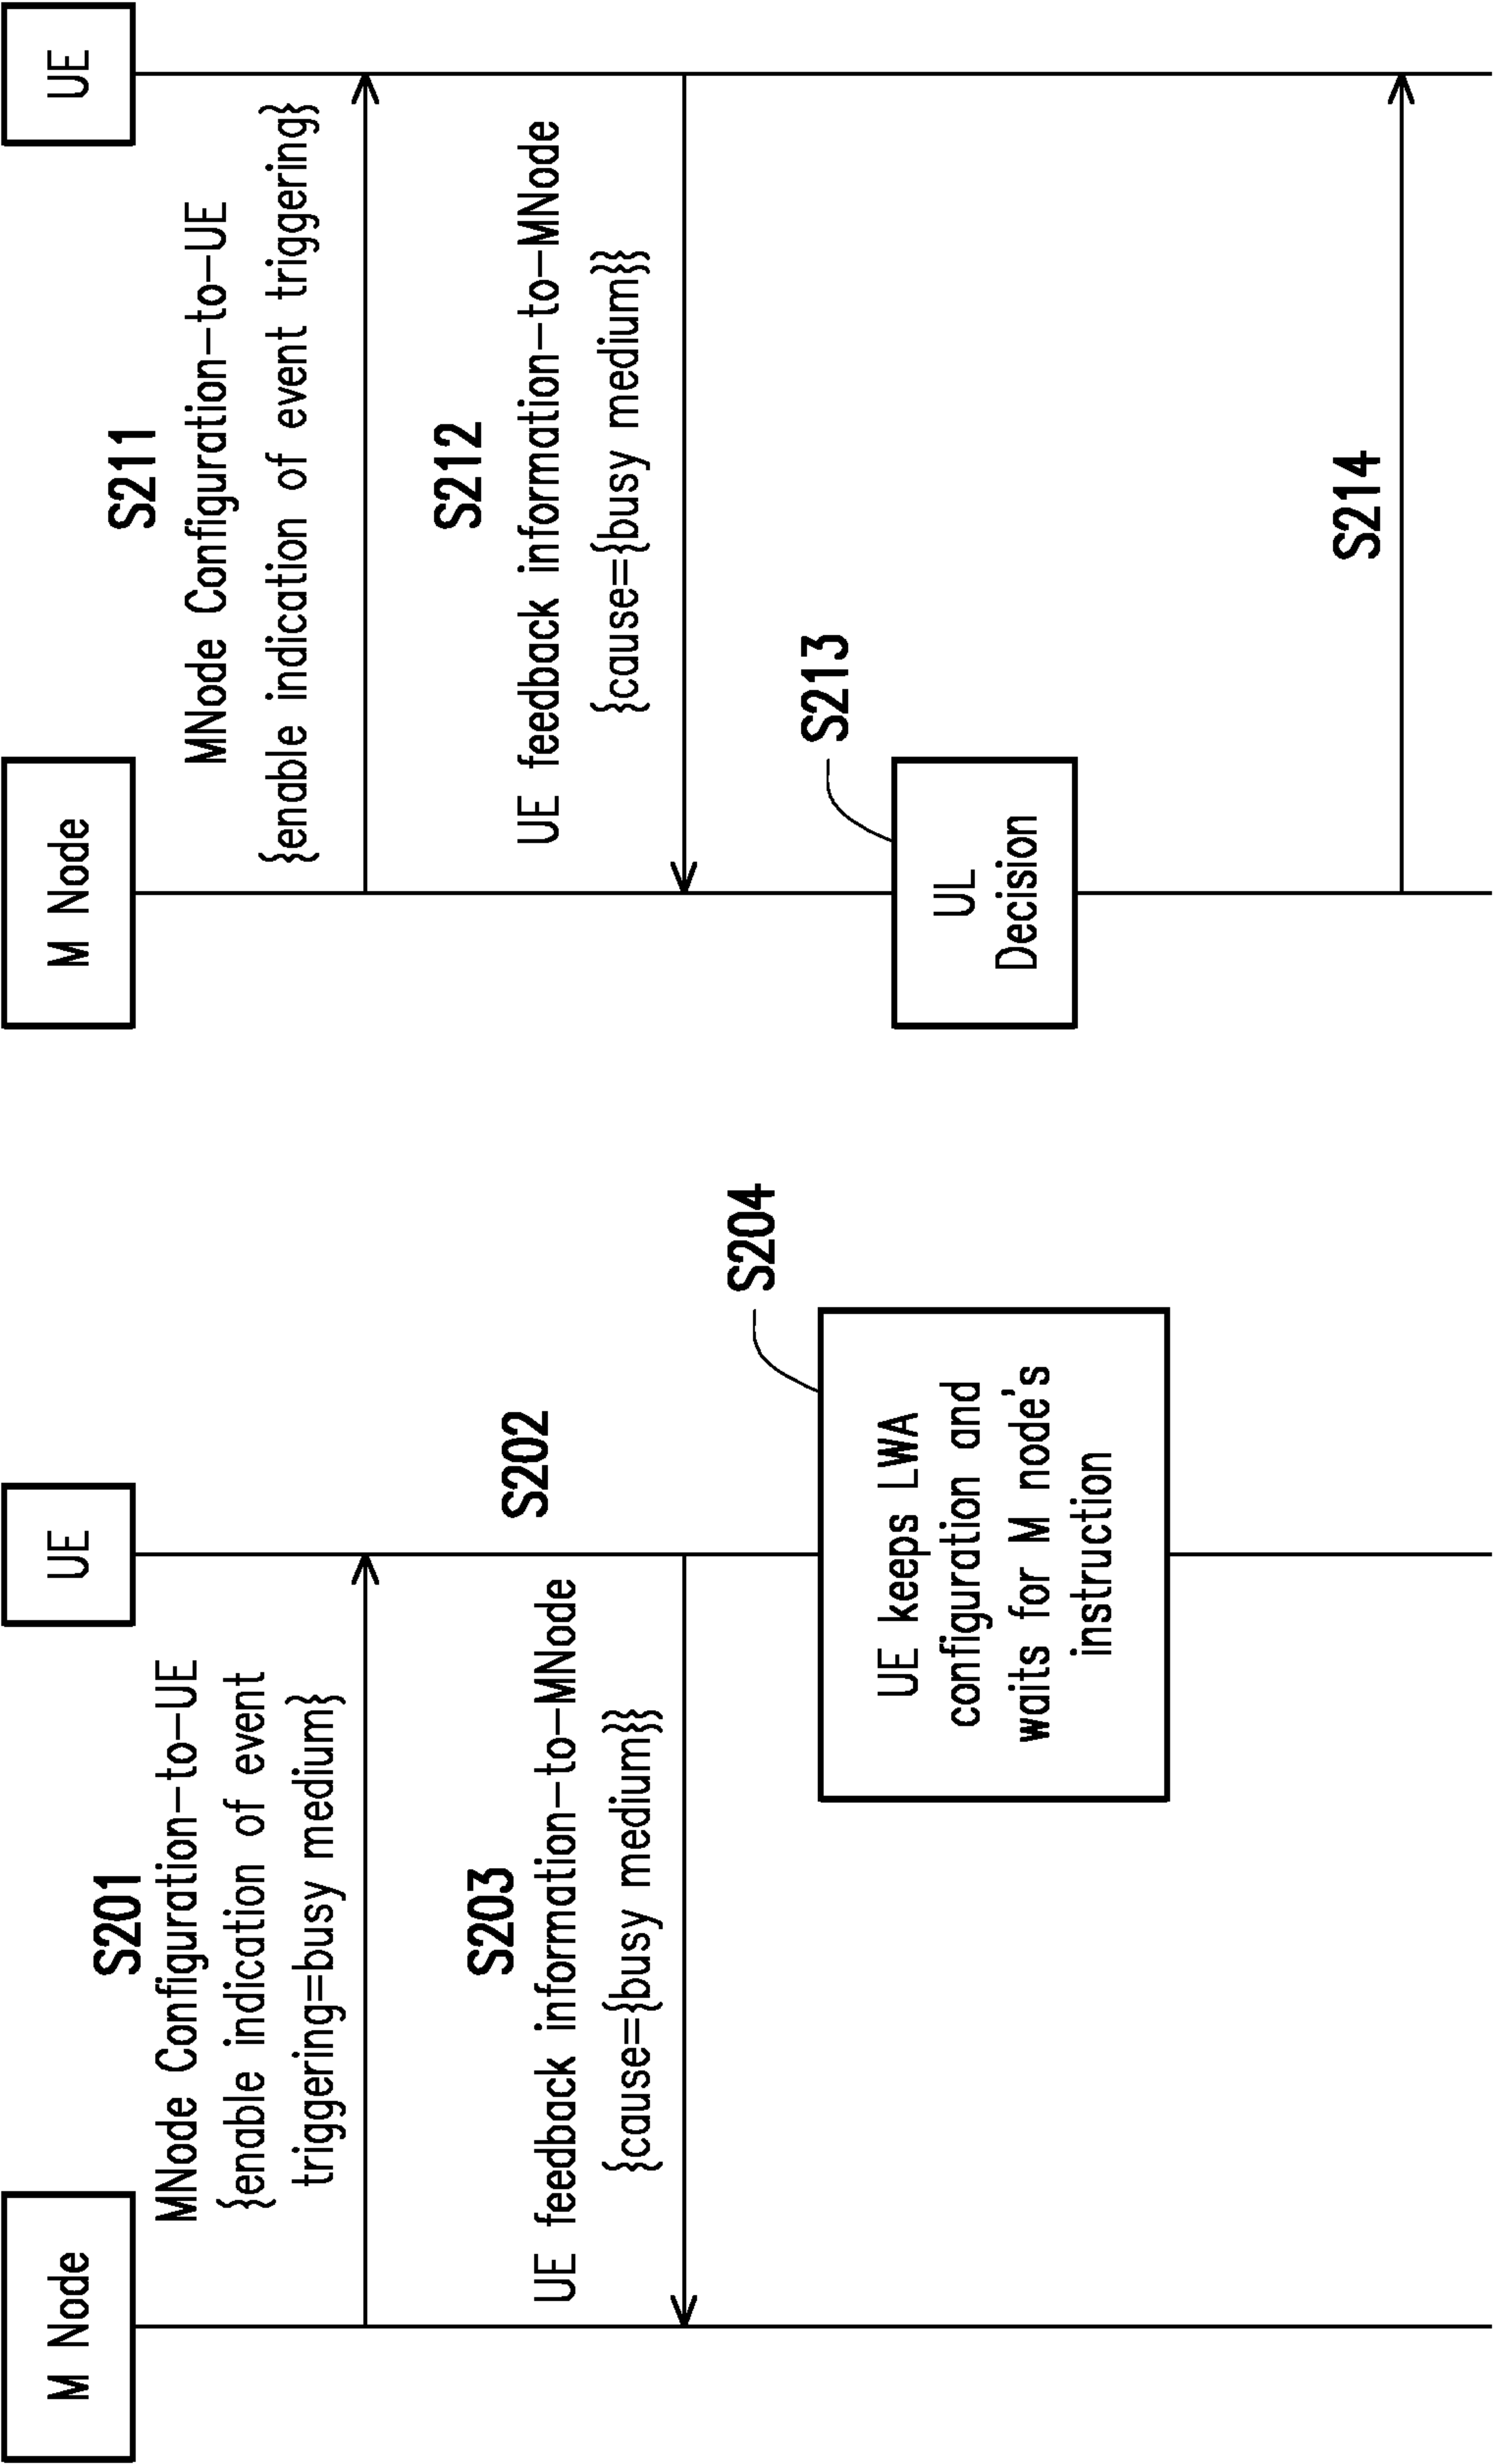 M Node
UE
S201
MNode Configuration-to-UE
{enable indication of event
triggering=busy medium}
S202
S203
UE feedback information-to-MNode
{cause={busy medium}}
S204
UE keeps LWA
configuration and
waits for M node's
instruction
M Node
UE
S211
MNode Configuration-to-UE
{enable indication of event triggering}
S212
UE feedback information-to-MNode
{cause={busy medium}}
S213
UL
Decision
S214